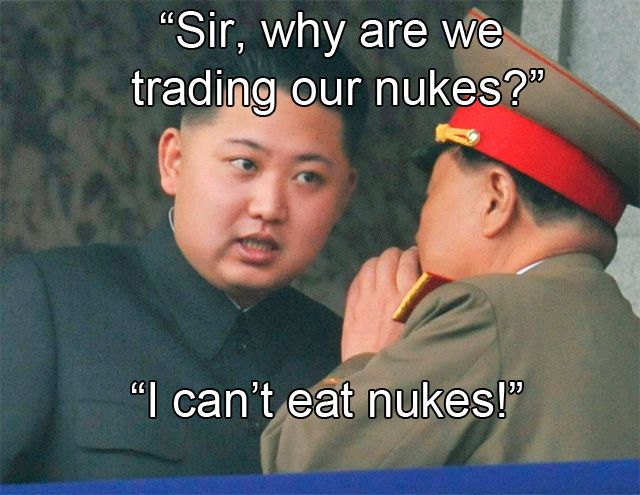 “Sir, why are we
trading our nukes?”
“I can’t eat nukes!”